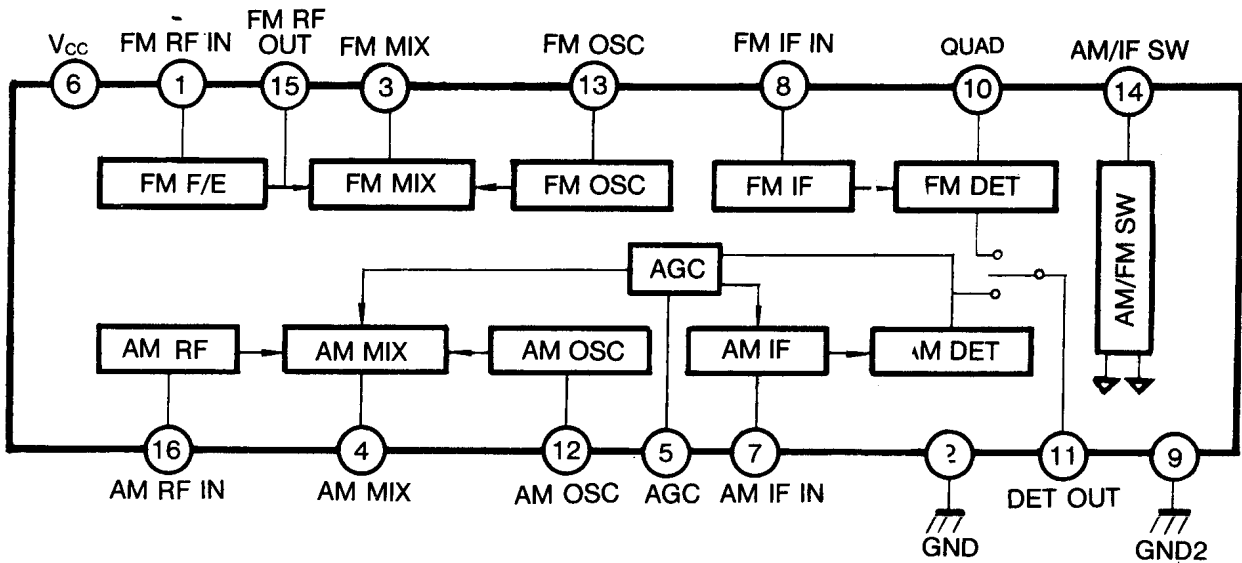 Vcc FM RF IN FM RF OUT FM MIX FM OSC FM IF IN QUAD AM/IF SW
6 1 15 3 13 8 10 14
FM F/E FM MIX FM OSC FM IF FM DET
AM/FM SW
AGC
AM RF AM MIX AM OSC AM IF AM DET
16 4 12 5 7 2 11 9
AM RF IN AM MIX AM OSC AGC AM IF IN GND DET OUT GND2